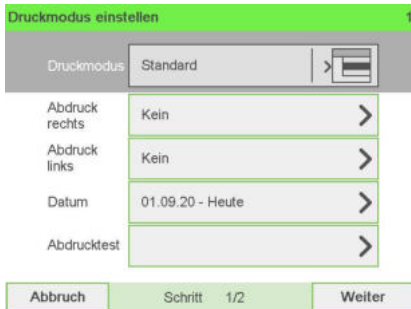 Druckmodus einstellen 1
Druckmodus Standard
Abdruck
rechts
Kein
Abdruck
links
Kein
Datum 01.09.20 - Heute
Abdrucktest
Abbruch Schritt 1/2 Weiter